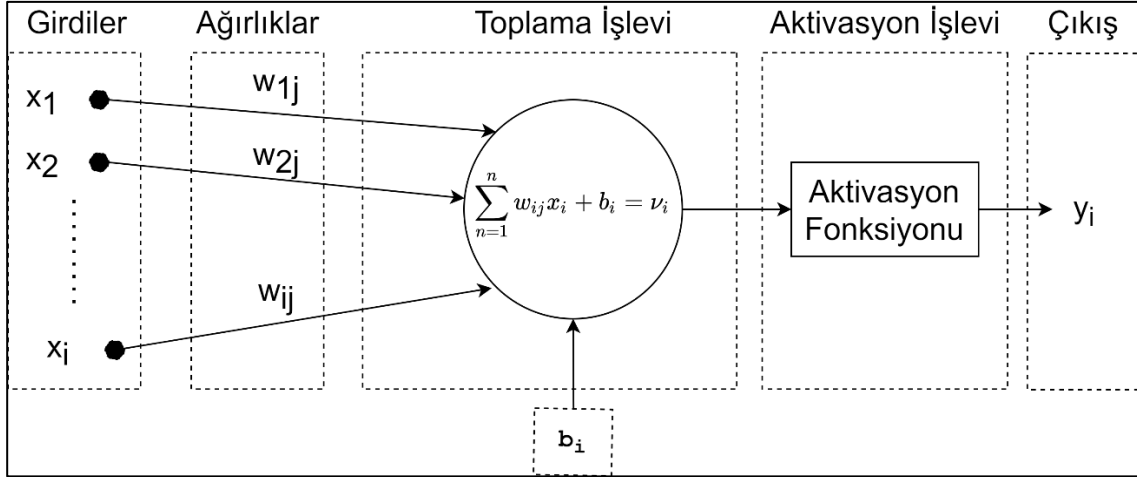 Girdiler Ağırlıklar Toplama İşlevi Aktivasyon İşlevi Çıkış
x1 w1j
x2 w2j
∑_{n=1}^{n} w_{ij}x_i + b_i = ν_i
Aktivasyon
Fonksiyonu
yi
wij
xi
bi